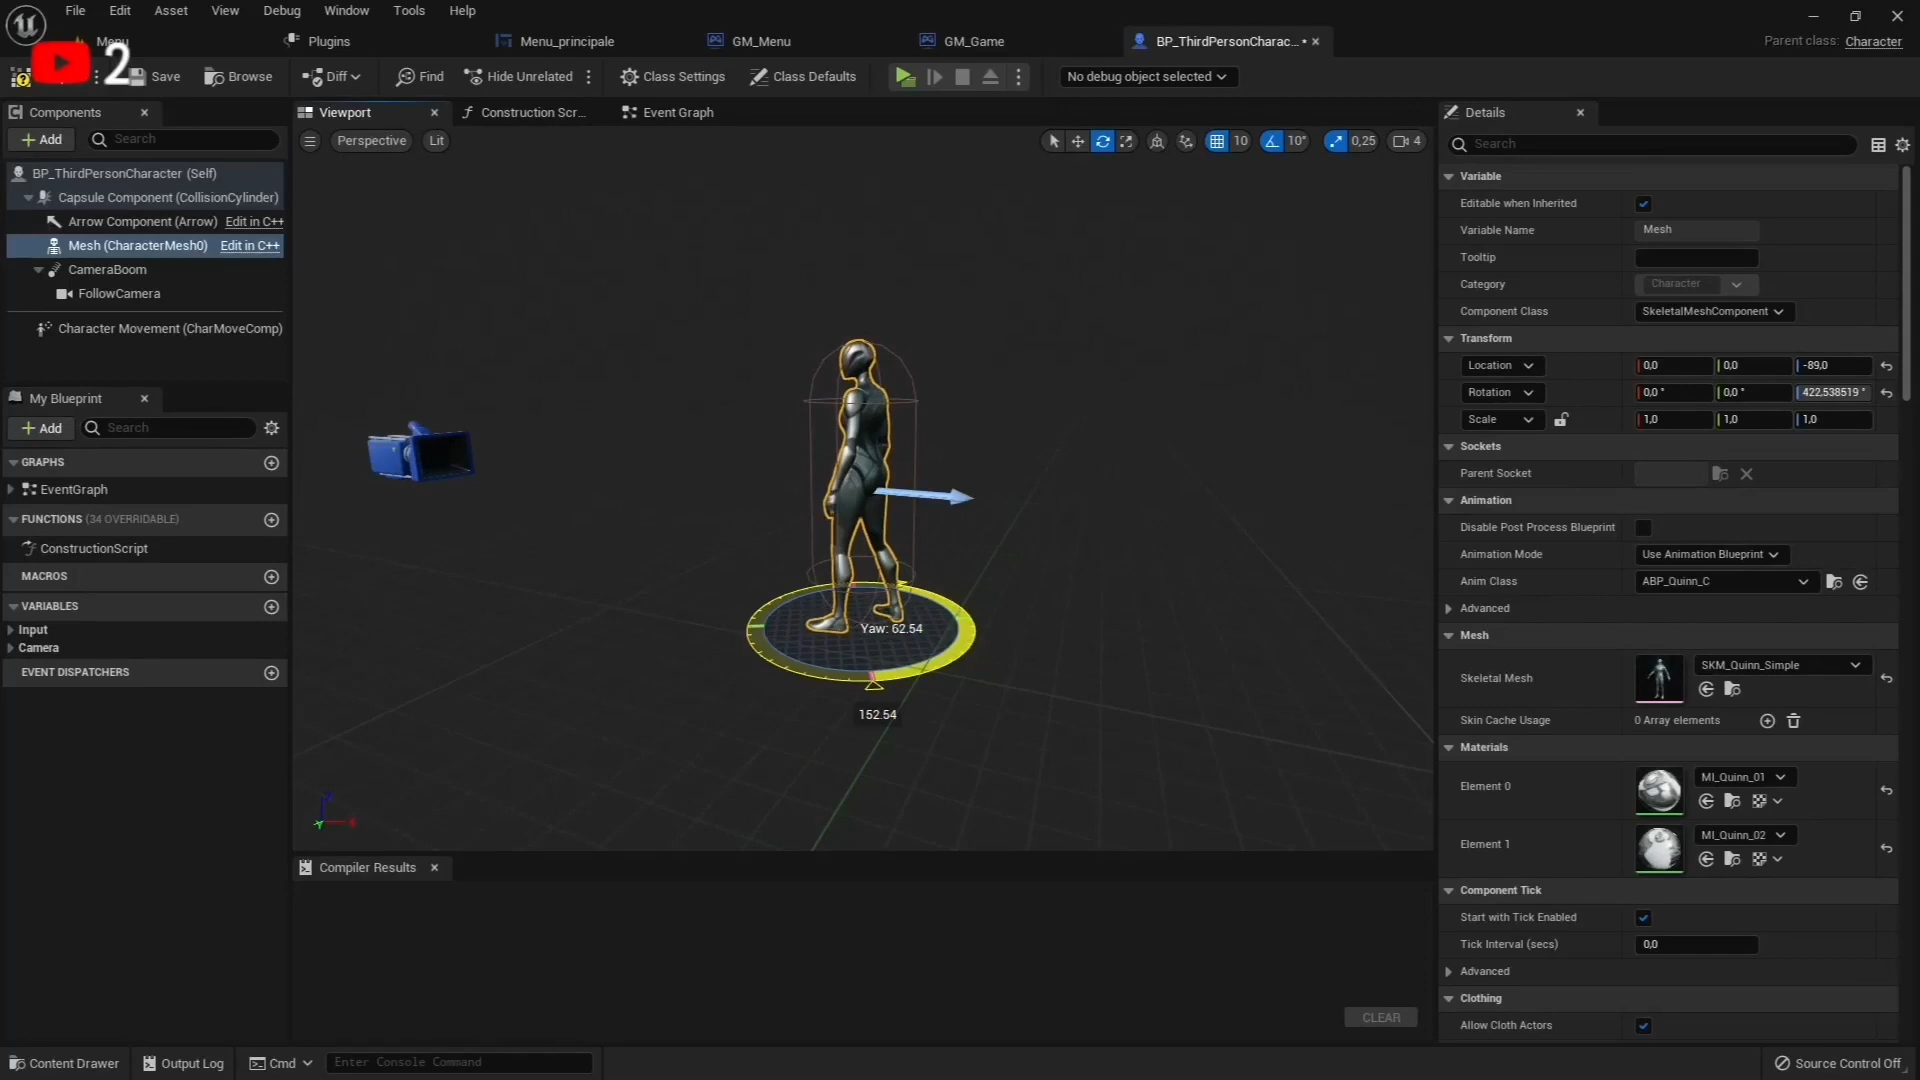 File Edit Asset View Debug Window Tools Help
Menu
Plugins
Menu_principale
GM_Menu
GM_Game
BP_ThirdPersonCharac... •
Parent class: Character
2
Save
Browse
Diff
Find
Hide Unrelated
Class Settings
Class Defaults
No debug object selected
Components
Add
Search
BP_ThirdPersonCharacter (Self)
Capsule Component (CollisionCylinder)
Arrow Component (Arrow) Edit in C++
Mesh (CharacterMesh0) Edit in C++
CameraBoom
FollowCamera
Character Movement (CharMoveComp)
My Blueprint
Add
Search
GRAPHS
EventGraph
FUNCTIONS (34 OVERRIDABLE)
ConstructionScript
MACROS
VARIABLES
Input
Camera
EVENT DISPATCHERS
Viewport
Construction Scr...
Event Graph
Perspective
Lit
10
10°
0,25
4
Yaw: 62.54
152.54
Compiler Results
CLEAR
Details
Search
Variable
Editable when Inherited
Variable Name Mesh
Tooltip
Category Character
Component Class SkeletalMeshComponent
Transform
Location 0,0 0,0 -89,0
Rotation 0,0 ° 0,0 ° 422,538519 °
Scale 1,0 1,0 1,0
Sockets
Parent Socket
Animation
Disable Post Process Blueprint
Animation Mode Use Animation Blueprint
Anim Class ABP_Quinn_C
Advanced
Mesh
Skeletal Mesh SKM_Quinn_Simple
Skin Cache Usage 0 Array elements
Materials
Element 0 MI_Quinn_01
Element 1 MI_Quinn_02
Component Tick
Start with Tick Enabled
Tick Interval (secs) 0,0
Advanced
Clothing
Allow Cloth Actors
Content Drawer
Output Log
Cmd
Enter Console Command
Source Control Off